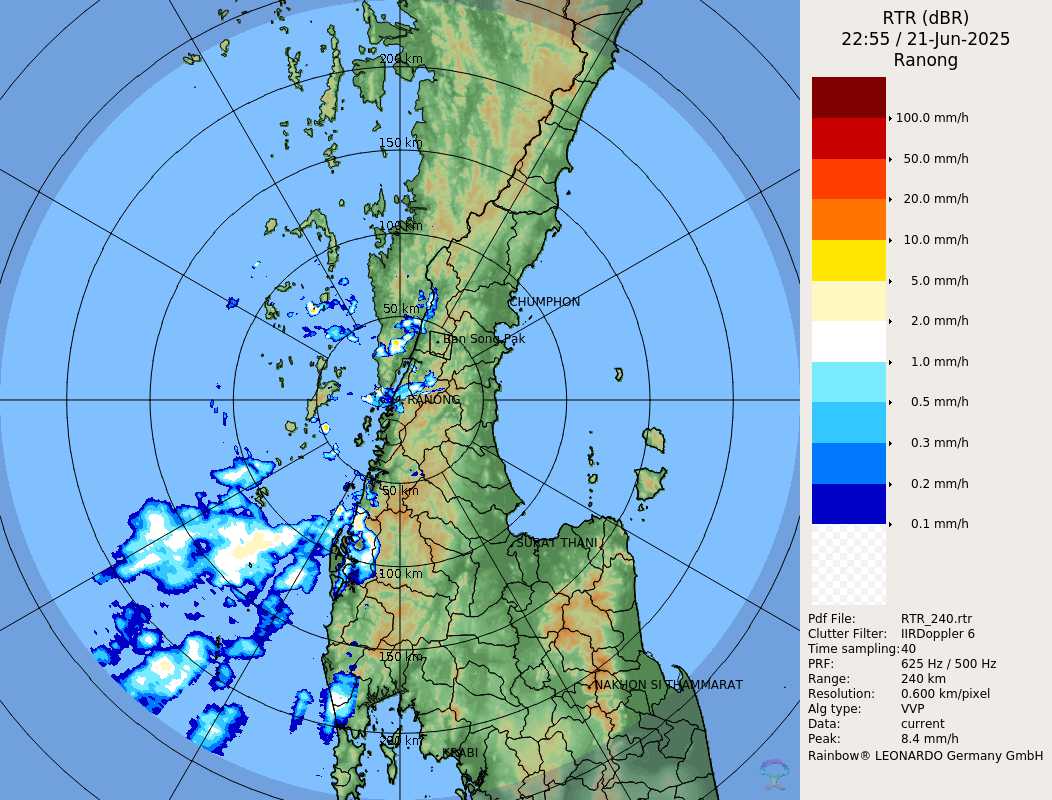 RTR (dBR)
22:55 / 21-Jun-2025
Ranong
100.0 mm/h
50.0 mm/h
20.0 mm/h
10.0 mm/h
5.0 mm/h
2.0 mm/h
1.0 mm/h
0.5 mm/h
0.3 mm/h
0.2 mm/h
0.1 mm/h
Pdf File: RTR_240.rtr
Clutter Filter: IIRDoppler 6
Time sampling:40
PRF: 625 Hz / 500 Hz
Range: 240 km
Resolution: 0.600 km/pixel
Alg type: VVP
Data: current
Peak: 8.4 mm/h
Rainbow® LEONARDO Germany GmbH
200 km
150 km
100 km
CHUMPHON
50 km
Ban Song Pak
RANONG
50 km
SURAT THANI
100 km
150 km
NAKHON SI THAMMARAT
200 km
KRABI